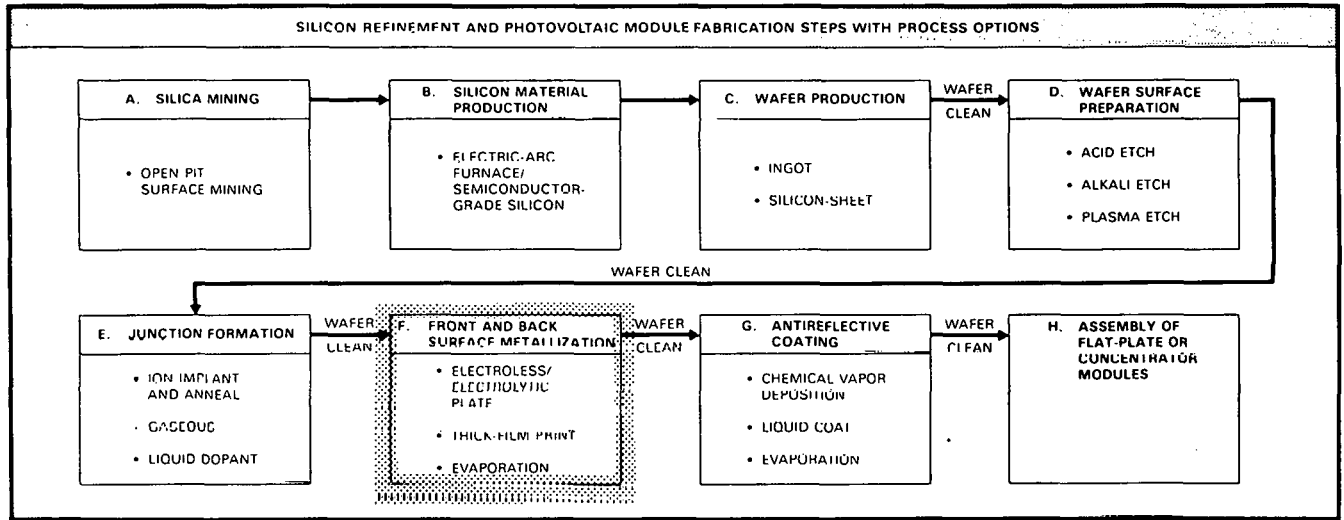 SILICON REFINEMENT AND PHOTOVOLTAIC MODULE FABRICATION STEPS WITH PROCESS OPTIONS
A. SILICA MINING
• OPEN PIT
SURFACE MINING
B. SILICON MATERIAL
PRODUCTION
• ELECTRIC-ARC
FURNACE/
SEMICONDUCTOR-
GRADE SILICON
C. WAFER PRODUCTION
• INGOT
• SILICON-SHEET
WAFER
CLEAN
D. WAFER SURFACE
PREPARATION
• ACID ETCH
• ALKALI ETCH
• PLASMA ETCH
WAFER CLEAN
E. JUNCTION FORMATION
• ION IMPLANT
AND ANNEAL
• GASEOUS
• LIQUID DOPANT
WAFER
CLEAN
F. FRONT AND BACK
SURFACE METALLIZATION
• ELECTROLESS/
ELECTROLYTIC
PLATE
• THICK-FILM PRINT
• EVAPORATION
WAFER
CLEAN
G. ANTIREFLECTIVE
COATING
• CHEMICAL VAPOR
DEPOSITION
• LIQUID COAT
• EVAPORATION
WAFER
CLEAN
H. ASSEMBLY OF
FLAT-PLATE OR
CONCENTRATOR
MODULES